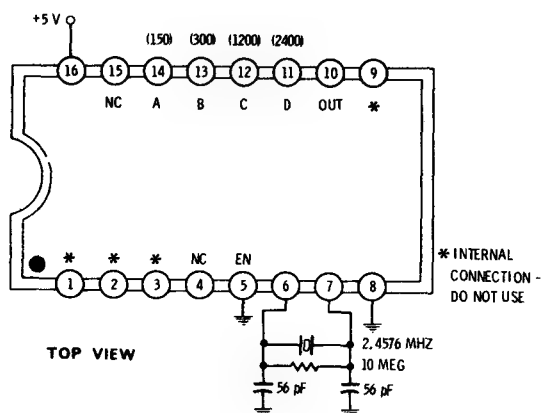 +5 V
(150) (300) (1200) (2400)
16 15 14 13 12 11 10 9
NC A B C D OUT *
* * * NC EN
1 2 3 4 5 6 7 8
* INTERNAL
CONNECTION -
DO NOT USE
TOP VIEW
2.4576 MHZ
10 MEG
56 pF 56 pF